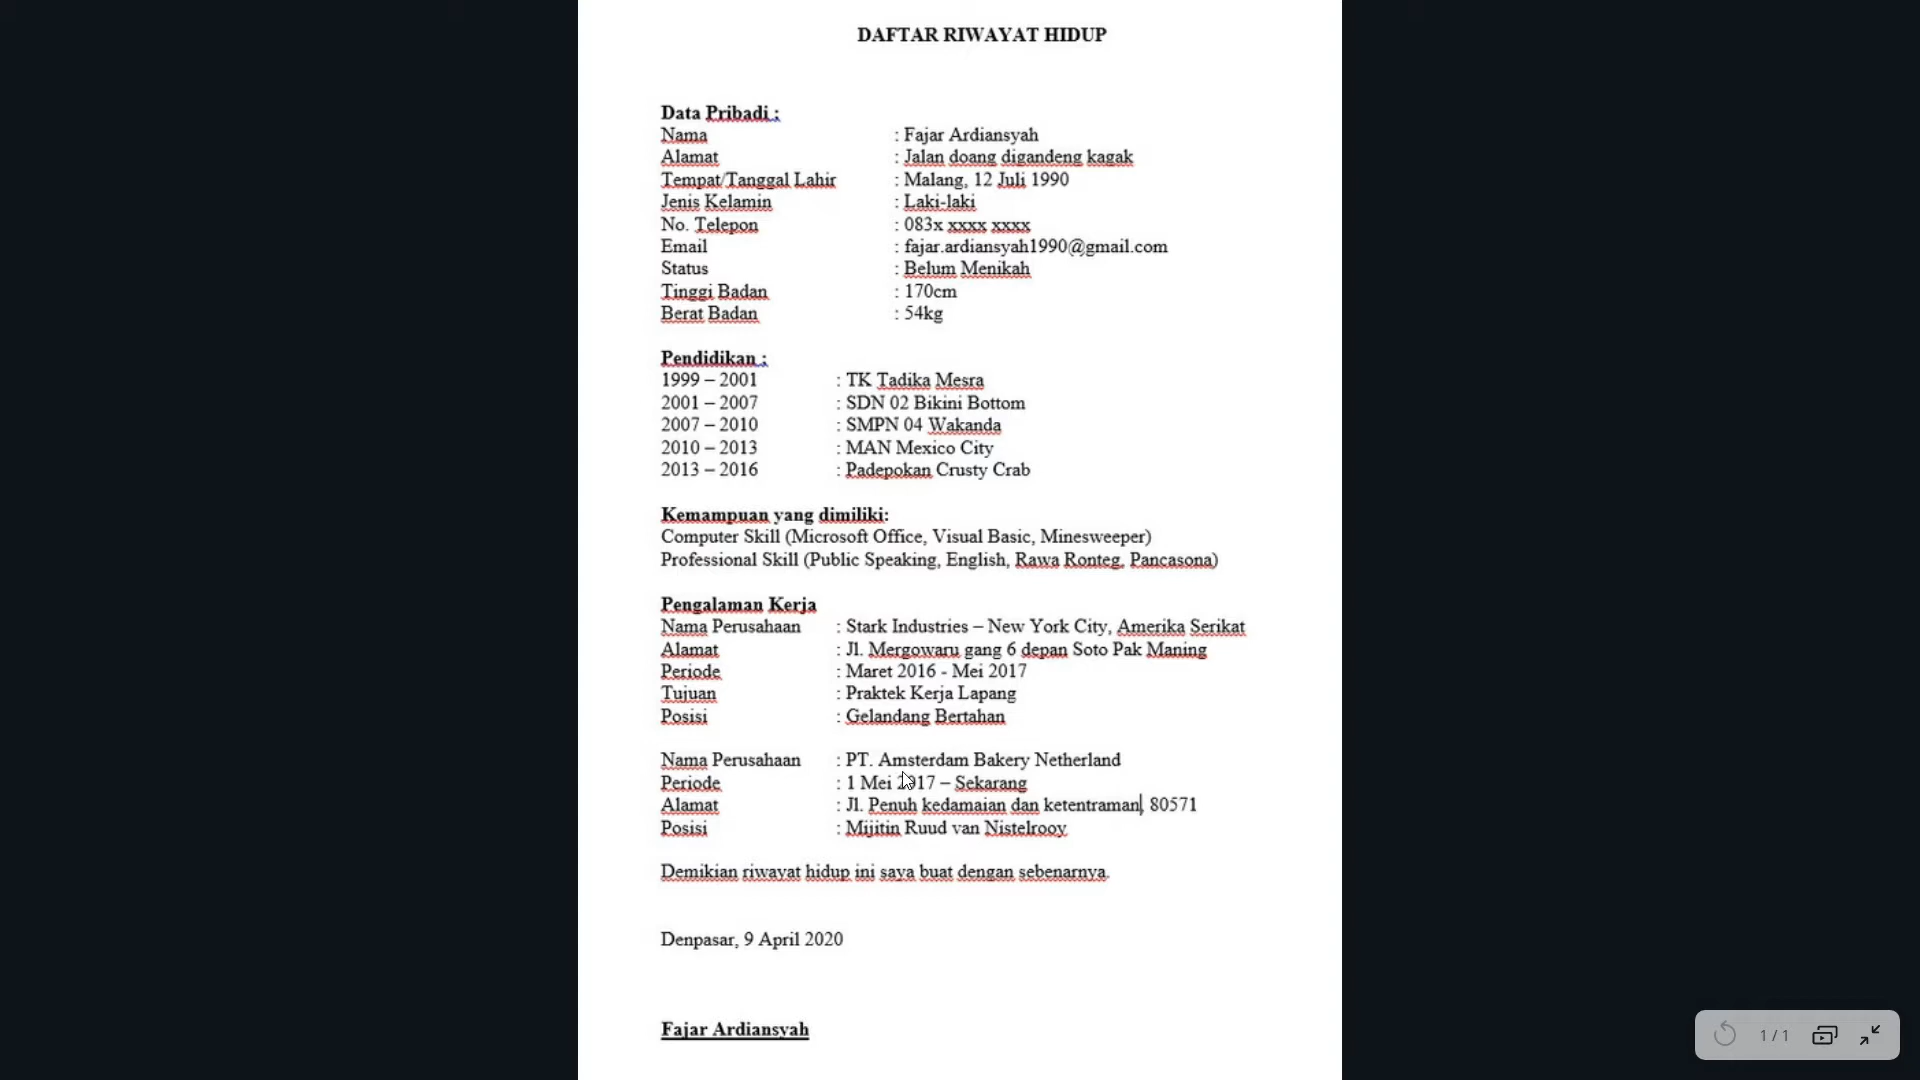 DAFTAR RIWAYAT HIDUP
Data Pribadi :
Nama : Fajar Ardiansyah
Alamat : Jalan doang digandeng kagak
Tempat/Tanggal Lahir : Malang, 12 Juli 1990
Jenis Kelamin : Laki-laki
No. Telepon : 083x xxxx xxxx
Email : fajar.ardiansyah1990@gmail.com
Status : Belum Menikah
Tinggi Badan : 170cm
Berat Badan : 54kg
Pendidikan :
1999 – 2001 : TK Tadika Mesra
2001 – 2007 : SDN 02 Bikini Bottom
2007 – 2010 : SMPN 04 Wakanda
2010 – 2013 : MAN Mexico City
2013 – 2016 : Padepokan Crusty Crab
Kemampuan yang dimiliki:
Computer Skill (Microsoft Office, Visual Basic, Minesweeper)
Professional Skill (Public Speaking, English, Rawa Ronteg, Pancasona)
Pengalaman Kerja
Nama Perusahaan : Stark Industries – New York City, Amerika Serikat
Alamat : Jl. Mergowaru gang 6 depan Soto Pak Maning
Periode : Maret 2016 - Mei 2017
Tujuan : Praktek Kerja Lapang
Posisi : Gelandang Bertahan
Nama Perusahaan : PT. Amsterdam Bakery Netherland
Periode : 1 Mei 2017 – Sekarang
Alamat : Jl. Penuh kedamaian dan ketentraman, 80571
Posisi : Mijitin Ruud van Nistelrooy
Demikian riwayat hidup ini saya buat dengan sebenarnya.
Denpasar, 9 April 2020
Fajar Ardiansyah
1 / 1